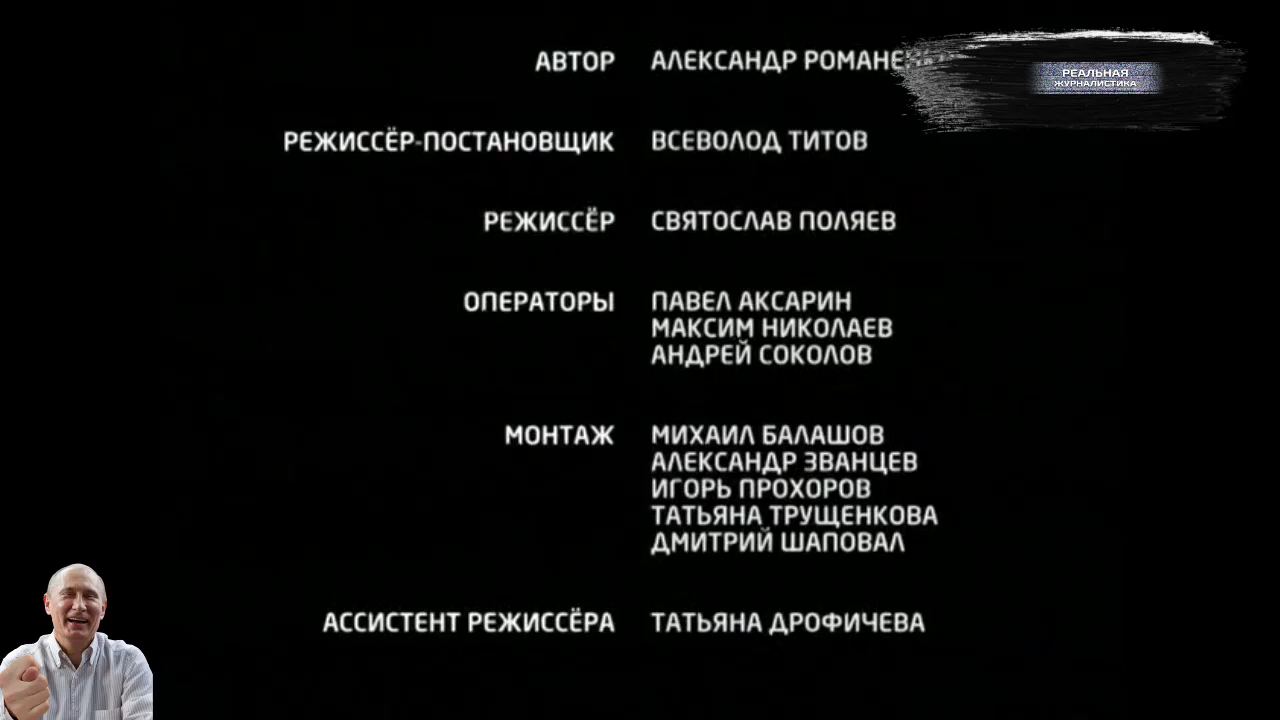 АВТОР АЛЕКСАНДР
РЕАЛЬНАЯ
ЖУРНАЛИСТИКА
РЕЖИССЁР-ПОСТАНОВЩИК ВСЕВОЛОД ТИТОВ
РЕЖИССЁР СВЯТОСЛАВ ПОЛЯЕВ
ОПЕРАТОРЫ ПАВЕЛ АКСАРИН
МАКСИМ НИКОЛАЕВ
АНДРЕЙ СОКОЛОВ
МОНТАЖ МИХАИЛ БАЛАШОВ
АЛЕКСАНДР ЗВАНЦЕВ
ИГОРЬ ПРОХОРОВ
ТАТЬЯНА ТРУЩЕНКОВА
ДМИТРИЙ ШАПОВАЛ
АССИСТЕНТ РЕЖИССЁРА ТАТЬЯНА ДРОФИЧЕВА